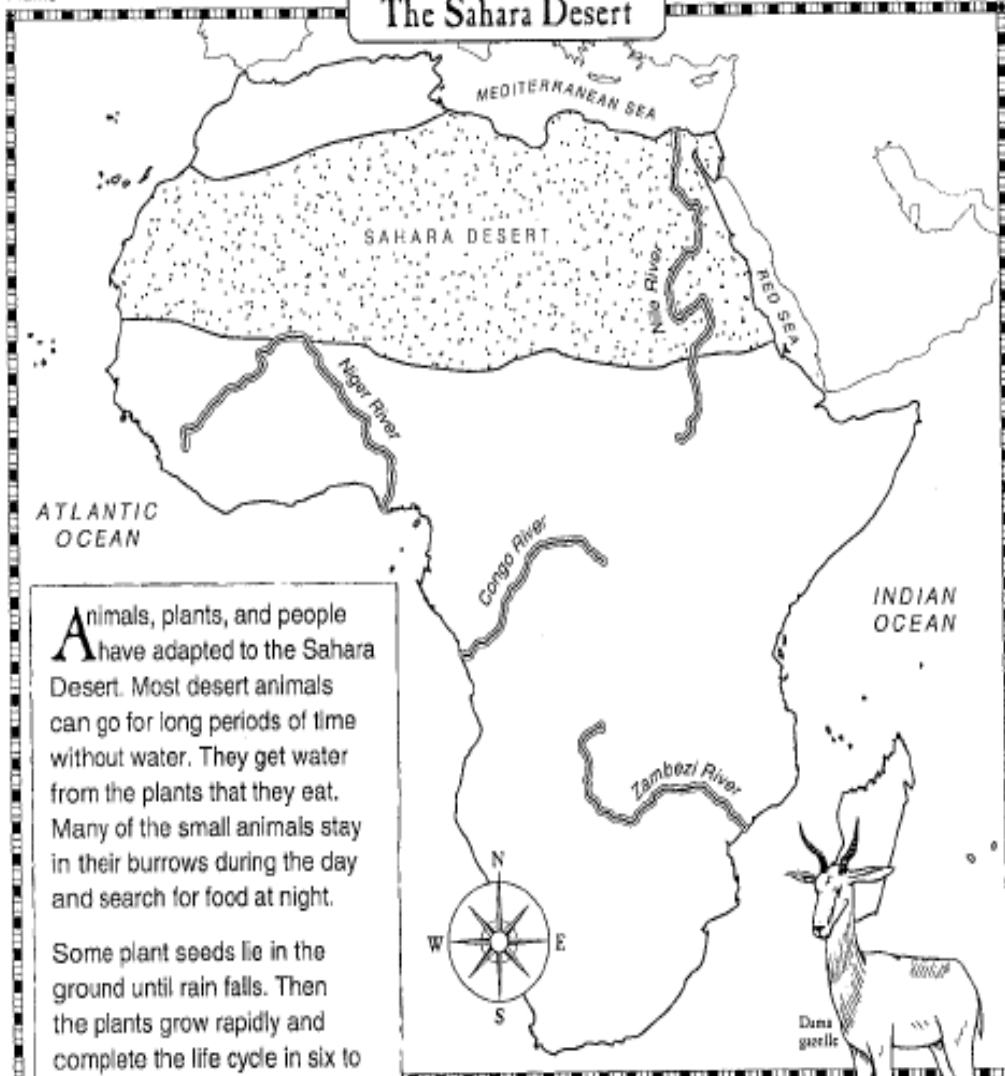 The Sahara Desert
MEDITERRANEAN SEA
SAHARA DESERT
Nile River
RED SEA
Niger River
ATLANTIC
OCEAN
Congo River
INDIAN
OCEAN
Zambezi River
Animals, plants, and people
have adapted to the Sahara
Desert. Most desert animals
can go for long periods of time
without water. They get water
from the plants that they eat.
Many of the small animals stay
in their burrows during the day
and search for food at night.
Some plant seeds lie in the
ground until rain falls. Then
the plants grow rapidly and
complete the life cycle in six to
N
W
E
S
Dama
gazelle